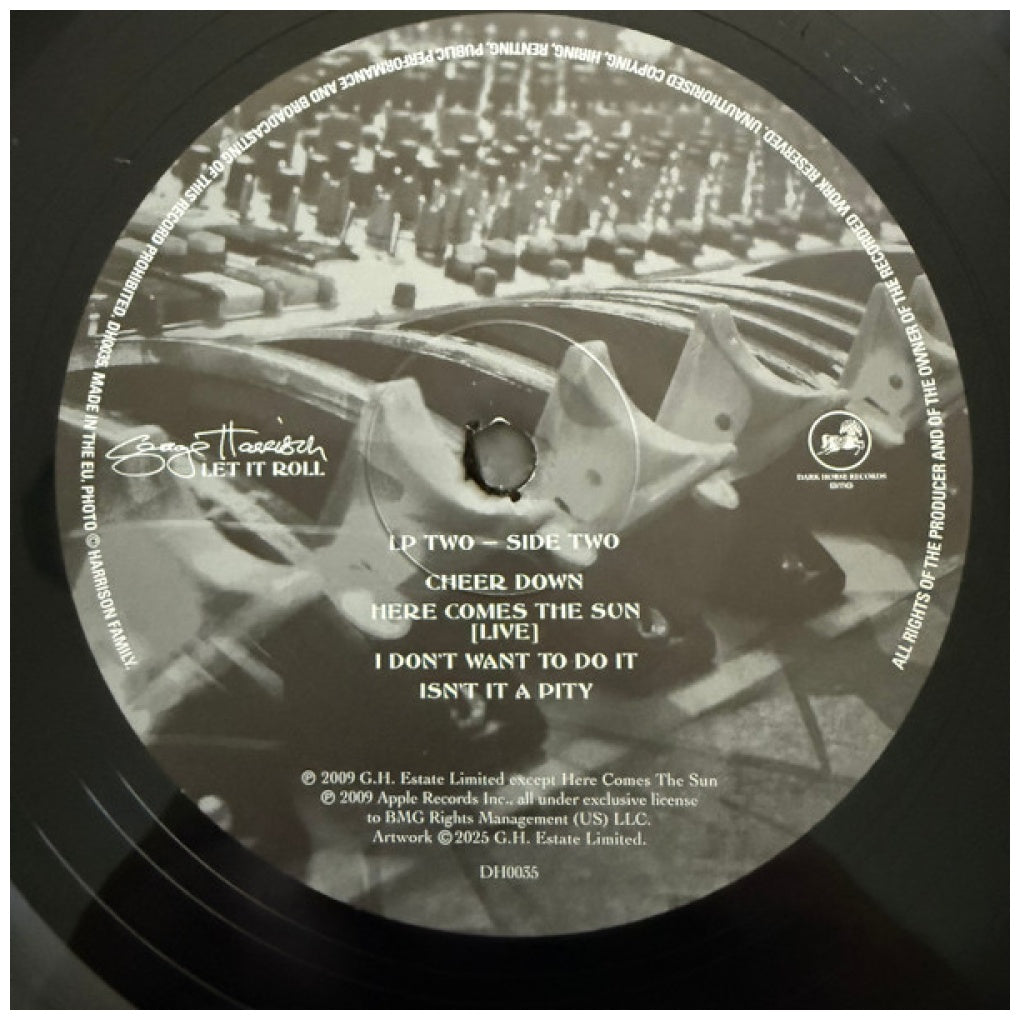 ALL RIGHTS OF THE PRODUCER AND OF THE OWNER OF THE RECORDED WORK RESERVED. UNAUTHORISED COPYING, HIRING, RENTING, PUBLIC PERFORMANCE AND BROADCASTING OF THIS RECORD PROHIBITED. DH0035. MADE IN THE EU. PHOTO © HARRISON FAMILY.
George Harrison
LET IT ROLL
DARK HORSE RECORDS
BMG
LP TWO – SIDE TWO
CHEER DOWN
HERE COMES THE SUN
[LIVE]
I DON'T WANT TO DO IT
ISN'T IT A PITY
℗ 2009 G.H. Estate Limited except Here Comes The Sun
℗ 2009 Apple Records Inc., all under exclusive license
to BMG Rights Management (US) LLC.
Artwork © 2025 G.H. Estate Limited.
DH0035